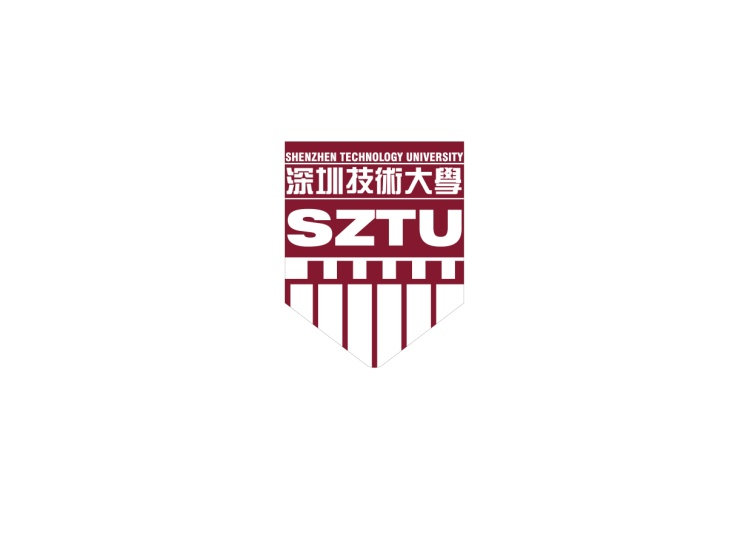 SHENZHEN TECHNOLOGY UNIVERSITY
深圳技術大學
SZTU